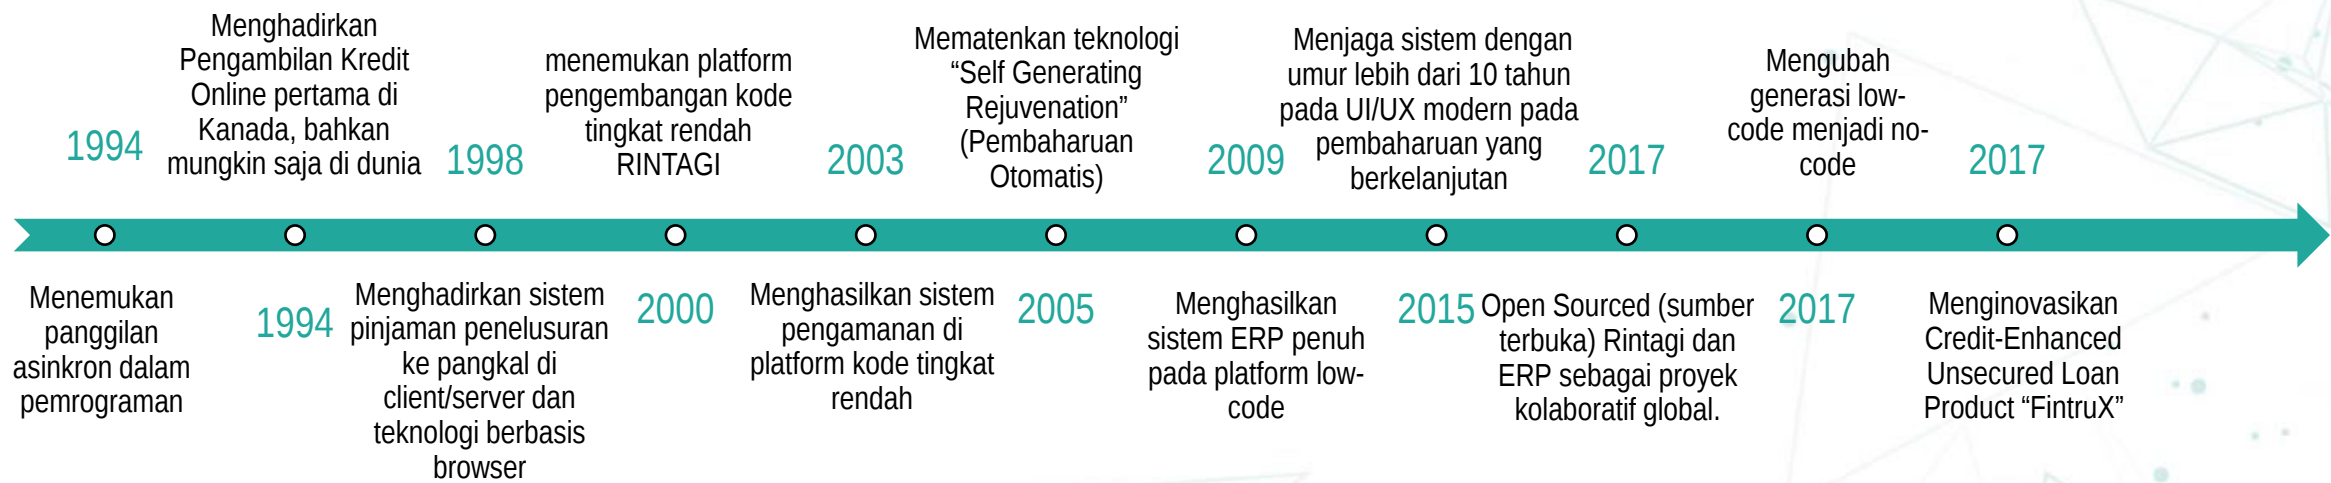 1994
Menemukan
panggilan
asinkron dalam
pemrograman
Menghadirkan
Pengambilan Kredit
Online pertama di
Kanada, bahkan
mungkin saja di dunia
1994
1998
Menghadirkan sistem
pinjaman penelusuran
ke pangkal di
client/server dan
teknologi berbasis
browser
menemukan platform
pengembangan kode
tingkat rendah
RINTAGI
2000
2003
Menghasilkan sistem
pengamanan di
platform kode tingkat
rendah
Mematenkan teknologi
“Self Generating
Rejuvenation”
(Pembaharuan
Otomatis)
2005
2009
Menghasilkan
sistem ERP penuh
pada platform low-
code
Menjaga sistem dengan
umur lebih dari 10 tahun
pada UI/UX modern pada
pembaharuan yang
berkelanjutan
2015
2017
Open Sourced (sumber
terbuka) Rintagi dan
ERP sebagai proyek
kolaboratif global.
Mengubah
generasi low-
code menjadi no-
code
2017
2017
Menginovasikan
Credit-Enhanced
Unsecured Loan
Product “FintruX”